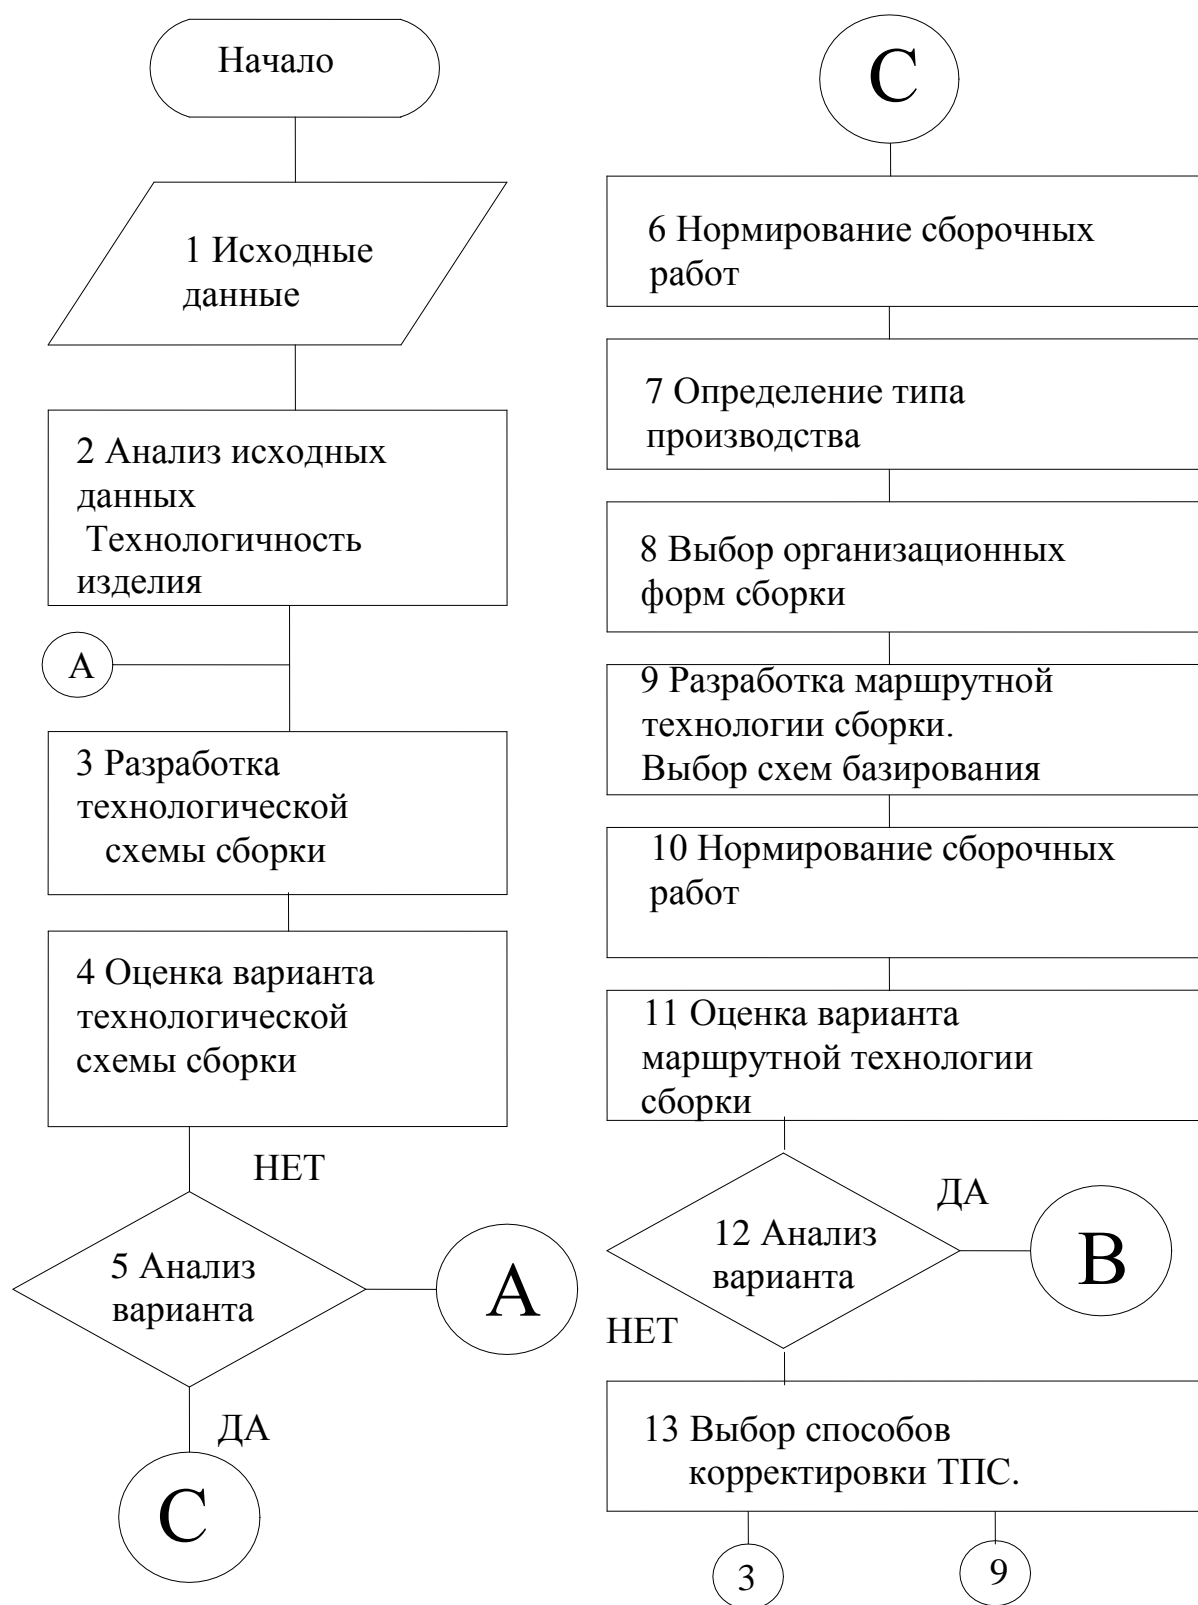 Начало
1 Исходные
данные
2 Анализ исходных
данных
Технологичность
изделия
А
3 Разработка
технологической
схемы сборки
4 Оценка варианта
технологической
схемы сборки
НЕТ
5 Анализ
варианта
А
ДА
С
С
6 Нормирование сборочных
работ
7 Определение типа
производства
8 Выбор организационных
форм сборки
9 Разработка маршрутной
технологии сборки.
Выбор схем базирования
10 Нормирование сборочных
работ
11 Оценка варианта
маршрутной технологии
сборки
ДА
12 Анализ
варианта
В
НЕТ
13 Выбор способов
корректировки ТПС.
3
9